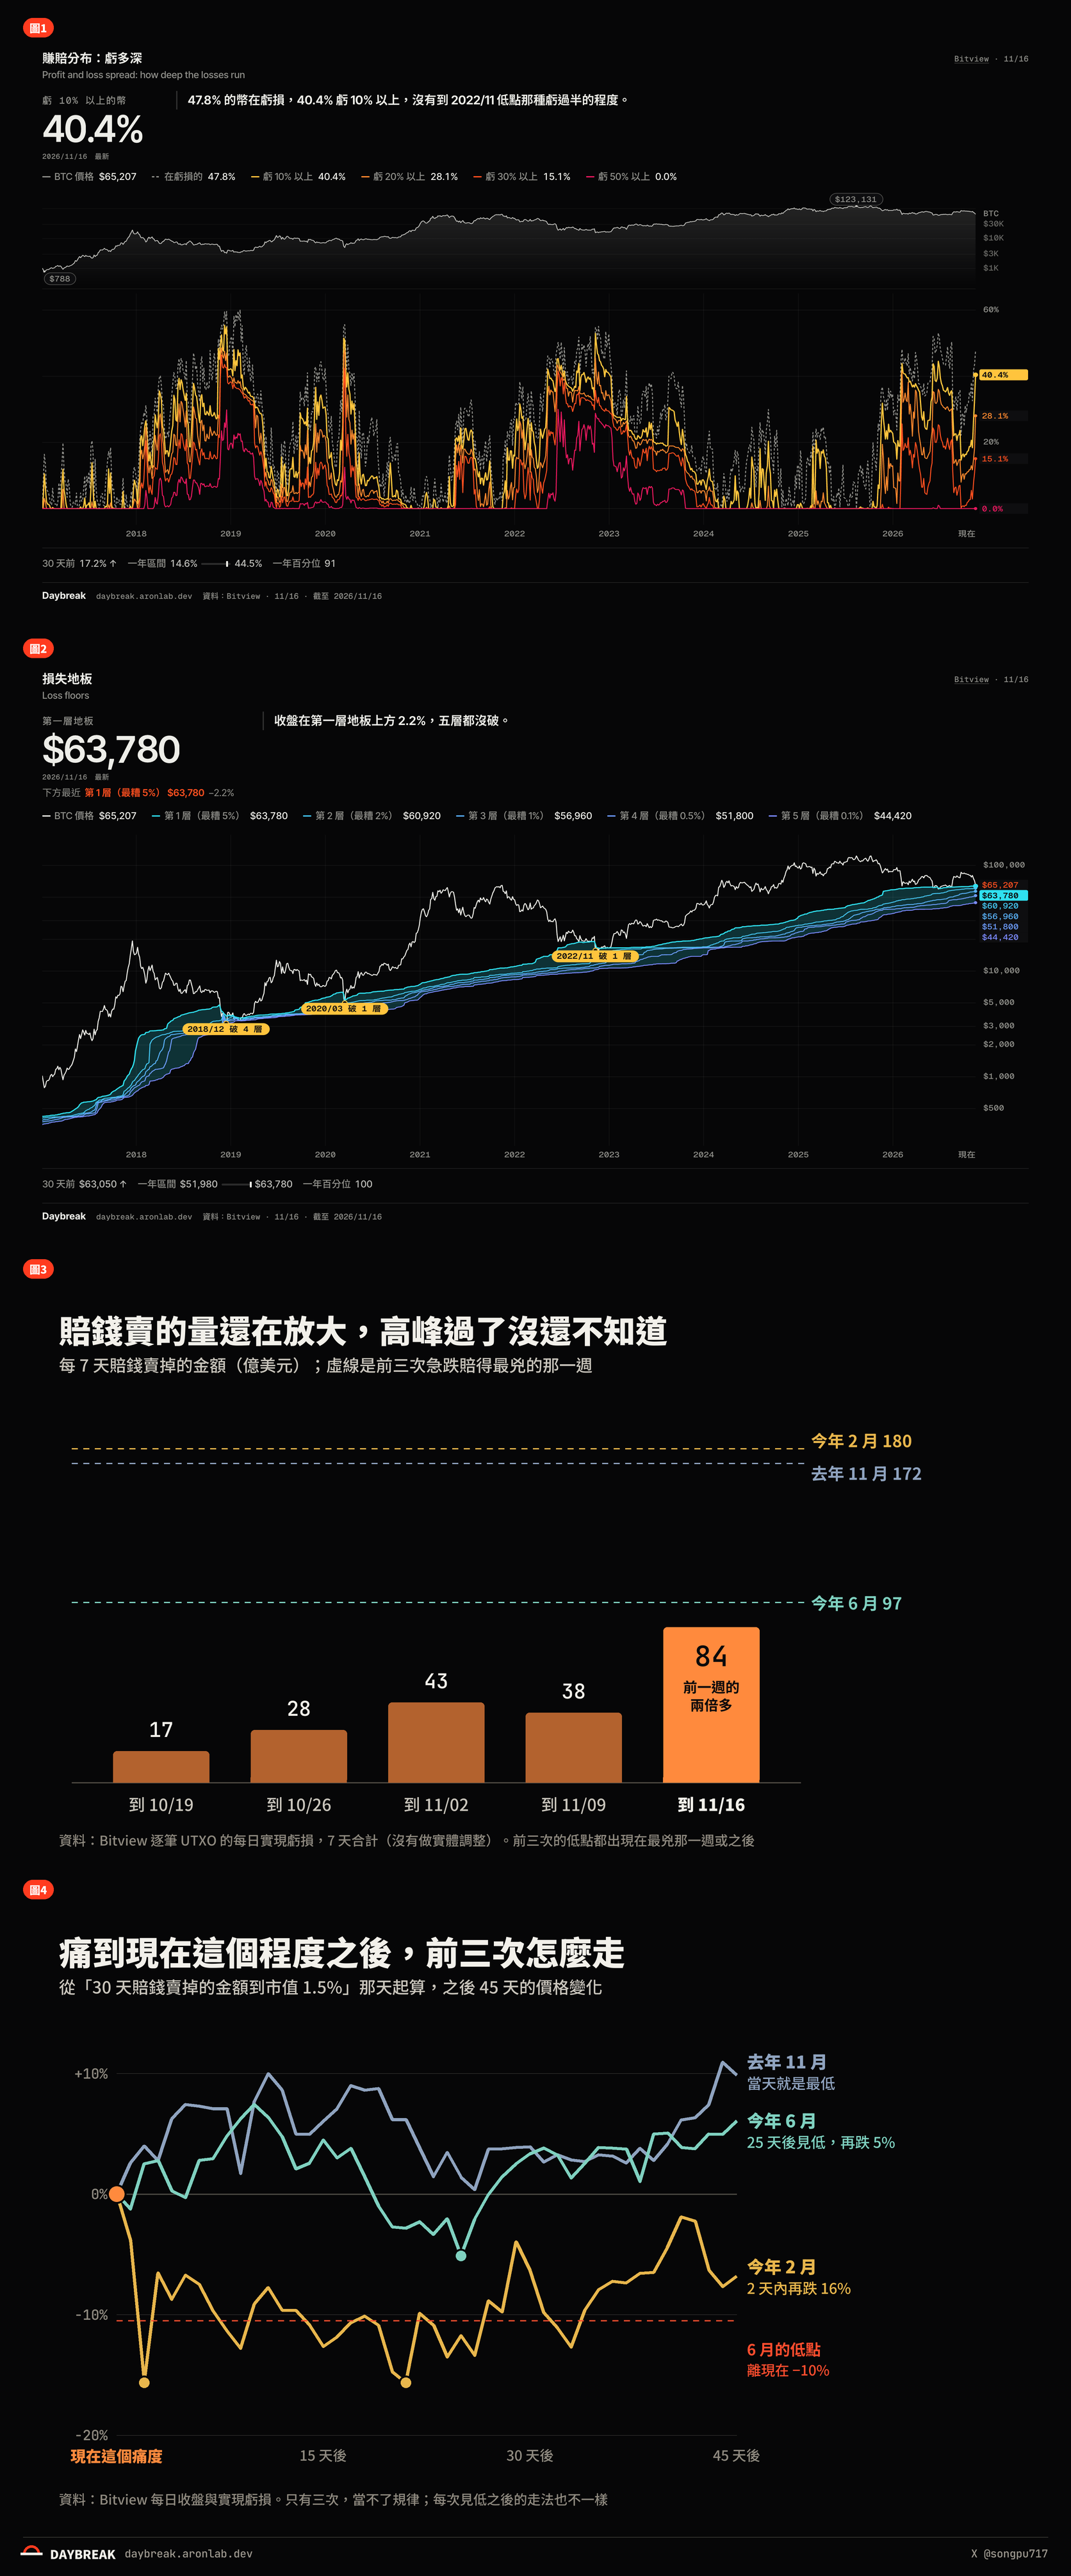 圖1
賺賠分布：虧多深
Bitview · 11/16
Profit and loss spread: how deep the losses run
虧 10% 以上的幣
47.8% 的幣在虧損，40.4% 虧 10% 以上，沒有到 2022/11 低點那種虧過半的程度。
40.4%
2026/11/16 最新
BTC 價格 $65,207 在虧損的 47.8% 虧 10% 以上 40.4% 虧 20% 以上 28.1% 虧 30% 以上 15.1% 虧 50% 以上 0.0%
$123,131
BTC
$30K
$10K
$3K
$1K
$788
60%
40.4%
28.1%
20%
15.1%
0.0%
2018 2019 2020 2021 2022 2023 2024 2025 2026 現在
30 天前 17.2% ↑ 一年區間 14.6% 44.5% 一年百分位 91
Daybreak daybreak.aronlab.dev 資料：Bitview · 11/16 · 截至 2026/11/16
圖2
損失地板
Bitview · 11/16
Loss floors
第一層地板
收盤在第一層地板上方 2.2%，五層都沒破。
$63,780
2026/11/16 最新
下方最近 第 1 層（最糟 5%） $63,780 −2.2%
BTC 價格 $65,207 第 1 層（最糟 5%） $63,780 第 2 層（最糟 2%） $60,920 第 3 層（最糟 1%） $56,960 第 4 層（最糟 0.5%） $51,800 第 5 層（最糟 0.1%） $44,420
$100,000
$65,207
$63,780
$60,920
$56,960
$51,800
$44,420
2022/11 破 1 層
$10,000
2020/03 破 1 層
$5,000
2018/12 破 4 層
$3,000
$2,000
$1,000
$500
2018 2019 2020 2021 2022 2023 2024 2025 2026 現在
30 天前 $63,050 ↑ 一年區間 $51,980 $63,780 一年百分位 100
Daybreak daybreak.aronlab.dev 資料：Bitview · 11/16 · 截至 2026/11/16
圖3
賠錢賣的量還在放大，高峰過了沒還不知道
每 7 天賠錢賣掉的金額（億美元）；虛線是前三次急跌賠得最兇的那一週
今年 2 月 180
去年 11 月 172
今年 6 月 97
84
前一週的
兩倍多
43
38
28
17
到 10/19 到 10/26 到 11/02 到 11/09 到 11/16
資料：Bitview 逐筆 UTXO 的每日實現虧損，7 天合計（沒有做實體調整）。前三次的低點都出現在最兇那一週或之後
圖4
痛到現在這個程度之後，前三次怎麼走
從「30 天賠錢賣掉的金額到市值 1.5%」那天起算，之後 45 天的價格變化
去年 11 月
當天就是最低
+10%
今年 6 月
25 天後見低，再跌 5%
0%
今年 2 月
2 天內再跌 16%
-10%
6 月的低點
離現在 −10%
-20%
現在這個痛度 15 天後 30 天後 45 天後
資料：Bitview 每日收盤與實現虧損。只有三次，當不了規律；每次見低之後的走法也不一樣
DAYBREAK daybreak.aronlab.dev X @songpu717